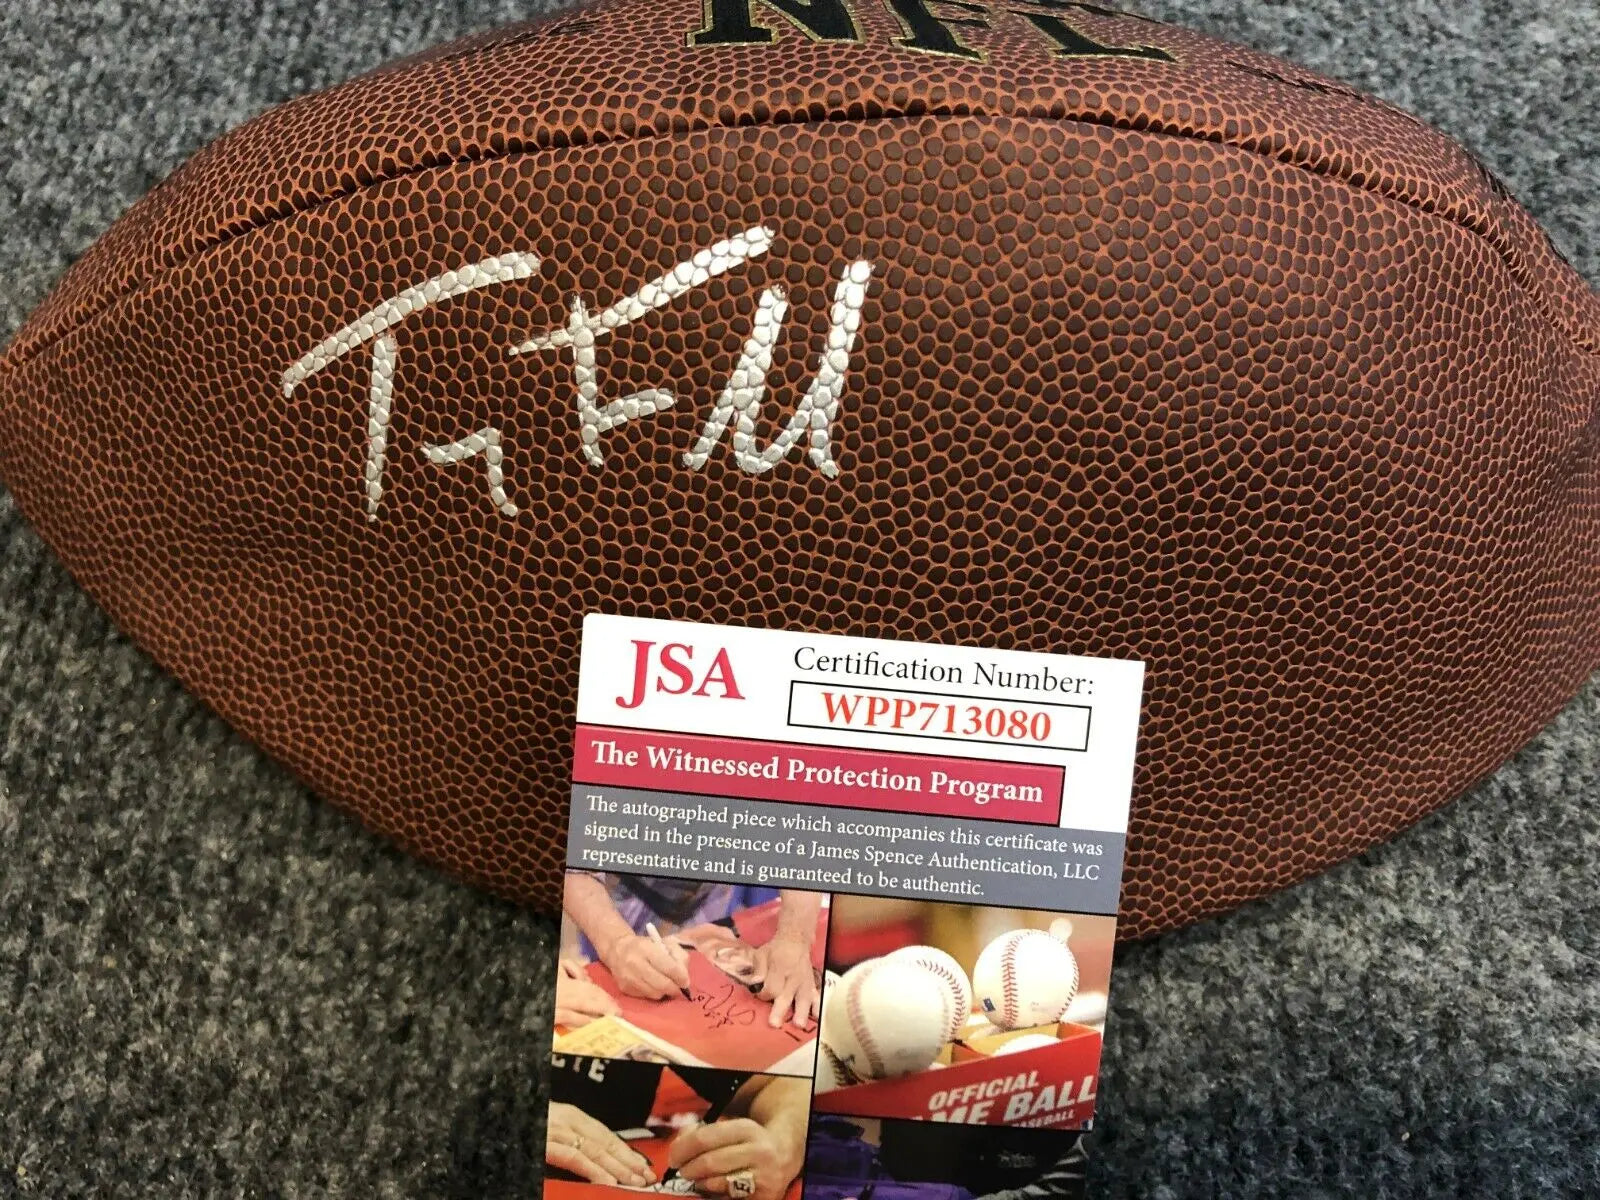 NFL
JSA
Certification Number:
WPP713080
The Witnessed Protection Program
The autographed piece which accompanies this certificate was
signed in the presence of a James Spence Authentication, LLC
representative and is guaranteed to be authentic.
OFFICIAL
ME BALL
BASEBALL